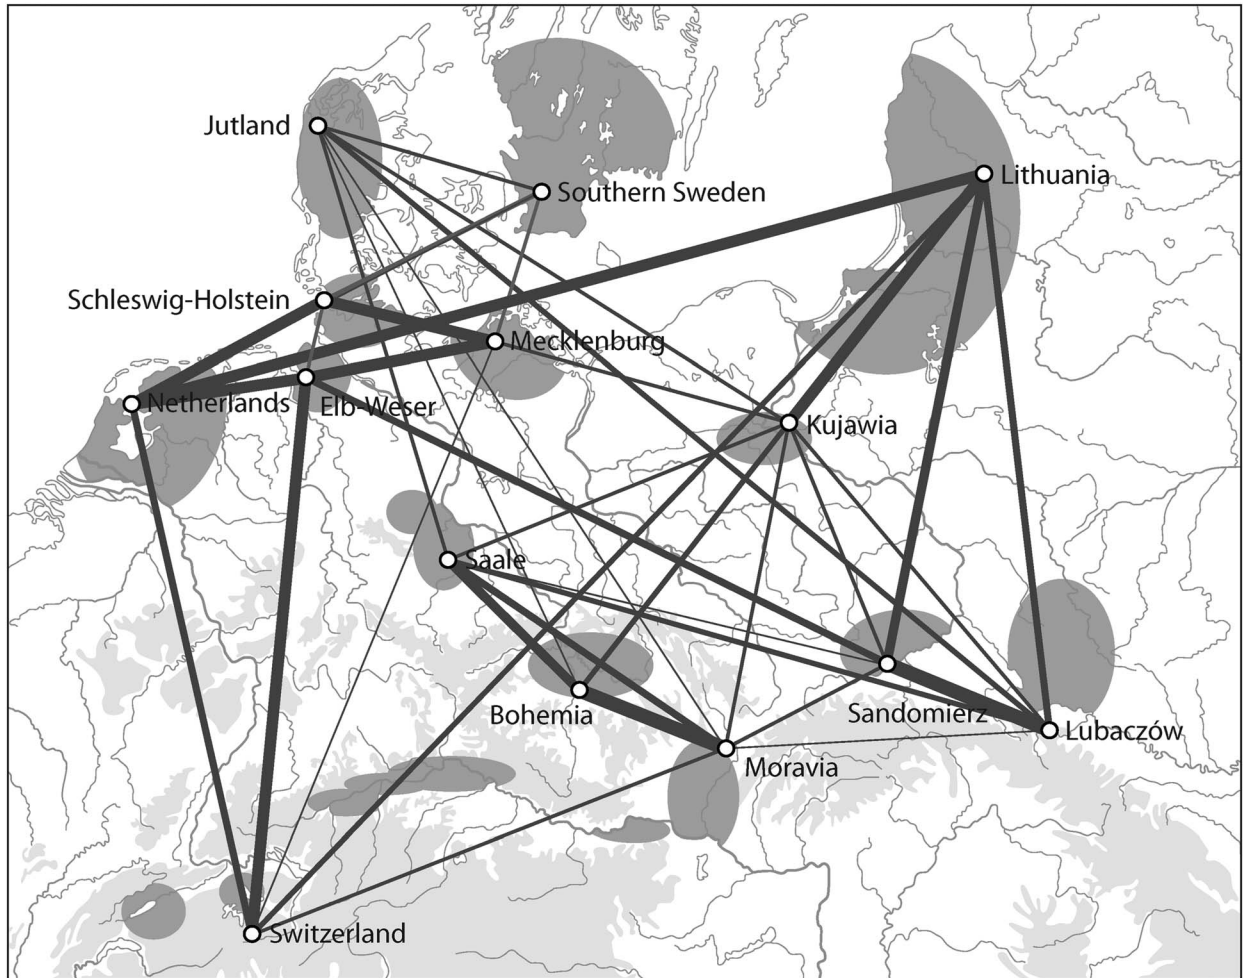 Jutland
Lithuania
Southern Sweden
Schleswig-Holstein
Mecklenburg
Netherlands
Elb-Weser
Kujawia
Saale
Bohemia
Sandomierz
Lubaczów
Moravia
Switzerland